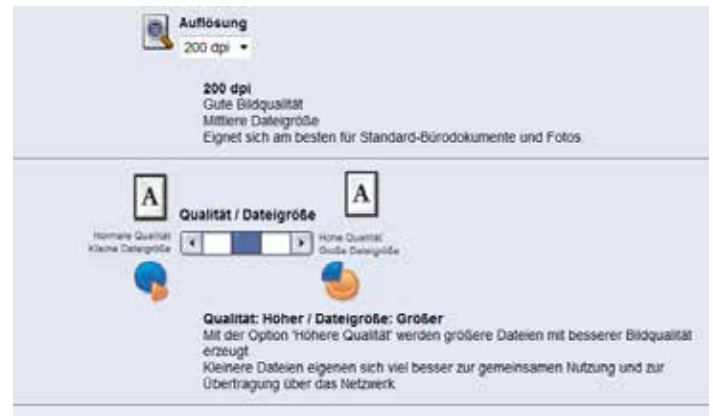 Auflösung
200 dpi
200 dpi
Gute Bildqualität
Mittlere Dateigröße
Eignet sich am besten für Standard-Bürodokumente und Fotos
A
A
Qualität / Dateigröße
Normale Qualität
Kleine Dateigröße
Hohe Qualität
Große Dateigröße
Qualität: Höher / Dateigröße: Größer
Mit der Option 'Höhere Qualität' werden größere Dateien mit besserer Bildqualität
erzeugt
Kleinere Dateien eigenen sich viel besser zur gemeinsamen Nutzung und zur
Übertragung über das Netzwerk